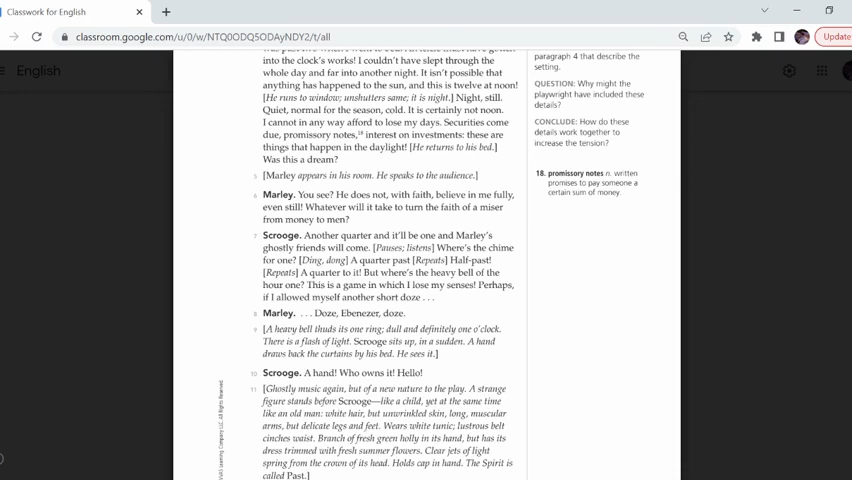 Classwork for English
classroom.google.com/u/0/w/NTQ0ODQ5ODAyNDY2/t/all
Update
English
into the clock's works! I couldn't have slept through the
whole day and far into another night. It isn't possible that
anything has happened to the sun, and this is twelve at noon!
[He runs to window; unshutters same; it is night.] Night, still.
Quiet, normal for the season, cold. It is certainly not noon.
I cannot in any way afford to lose my days. Securities come
due, promissory notes,18 interest on investments: these are
things that happen in the daylight! [He returns to his bed.]
Was this a dream?
5 [Marley appears in his room. He speaks to the audience.]
6 Marley. You see? He does not, with faith, believe in me fully,
even still! Whatever will it take to turn the faith of a miser
from money to men?
7 Scrooge. Another quarter and it'll be one and Marley's
ghostly friends will come. [Pauses; listens] Where's the chime
for one? [Ding, dong] A quarter past [Repeats] Half-past!
[Repeats] A quarter to it! But where's the heavy bell of the
hour one? This is a game in which I lose my senses! Perhaps,
if I allowed myself another short doze . . .
8 Marley. . . . Doze, Ebenezer, doze.
9 [A heavy bell thuds its one ring; dull and definitely one o'clock.
There is a flash of light. Scrooge sits up, in a sudden. A hand
draws back the curtains by his bed. He sees it.]
10 Scrooge. A hand! Who owns it! Hello!
11 [Ghostly music again, but of a new nature to the play. A strange
figure stands before Scrooge—like a child, yet at the same time
like an old man: white hair, but unwrinkled skin, long, muscular
arms, but delicate legs and feet. Wears white tunic; lustrous belt
cinches waist. Branch of fresh green holly in its hand, but has its
dress trimmed with fresh summer flowers. Clear jets of light
spring from the crown of its head. Holds cap in hand. The Spirit is
called Past.]
paragraph 4 that describe the
setting.
QUESTION: Why might the
playwright have included these
details?
CONCLUDE: How do these
details work together to
increase the tension?
18. promissory notes n. written
promises to pay someone a
certain sum of money.
Learning Company LLC. All Rights Reserved.